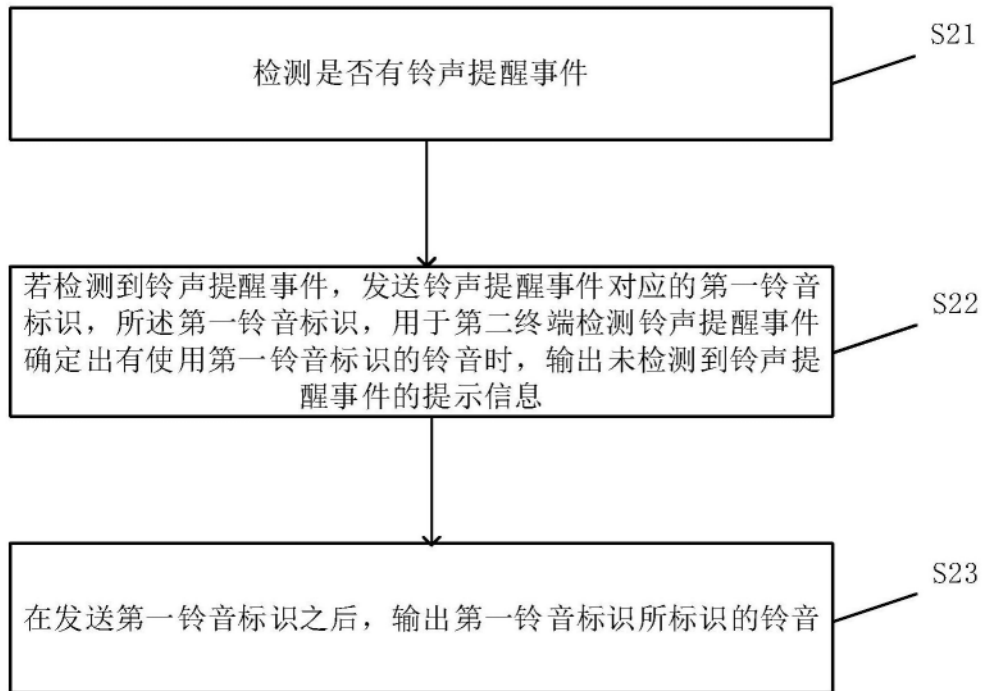 检测是否有铃声提醒事件
S21
若检测到铃声提醒事件，发送铃声提醒事件对应的第一铃音
标识，所述第一铃音标识，用于第二终端检测铃声提醒事件
确定出有使用第一铃音标识的铃音时，输出未检测到铃声提
醒事件的提示信息
S22
在发送第一铃音标识之后，输出第一铃音标识所标识的铃音
S23